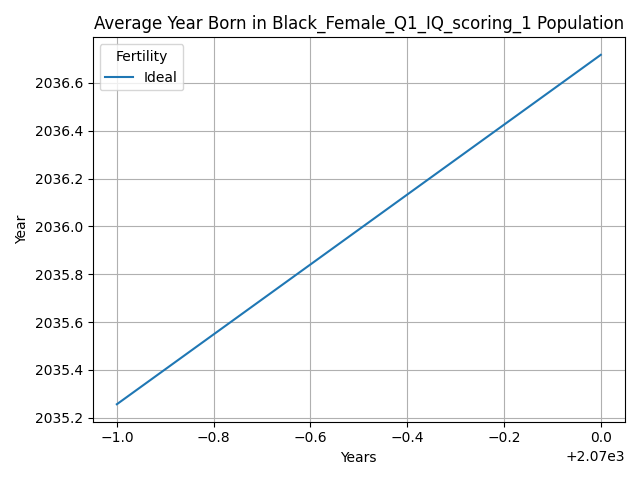 Average Year Born in Black_Female_Q1_IQ_scoring_1 Population
Fertility
Ideal
Year
2036.6
2036.4
2036.2
2036.0
2035.8
2035.6
2035.4
2035.2
−1.0 −0.8 −0.6 −0.4 −0.2 0.0
Years
+2.07e3